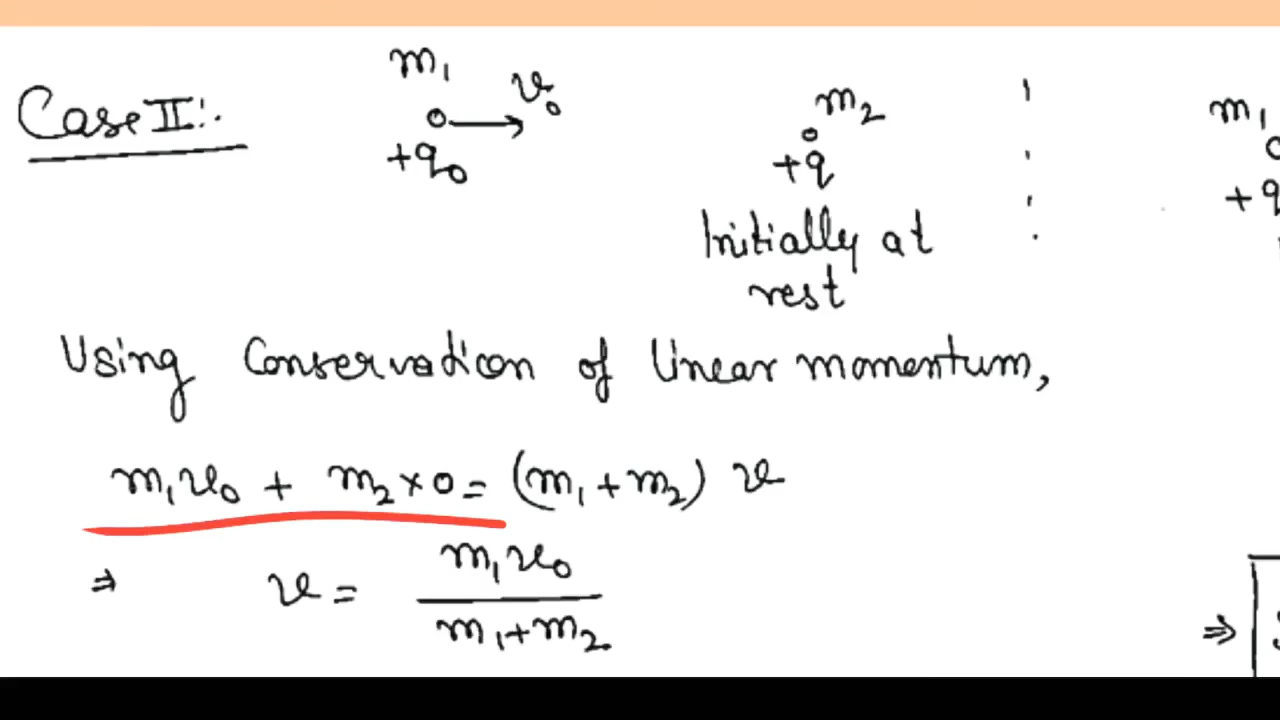 Case II:
m₁ v₀
+q₀
m₂
+q
Initially at
rest
m₁
+q
Using Conservation of linear momentum,
m₁v₀ + m₂×0 = (m₁+m₂) v
⇒ v = m₁v₀
m₁+m₂
⇒